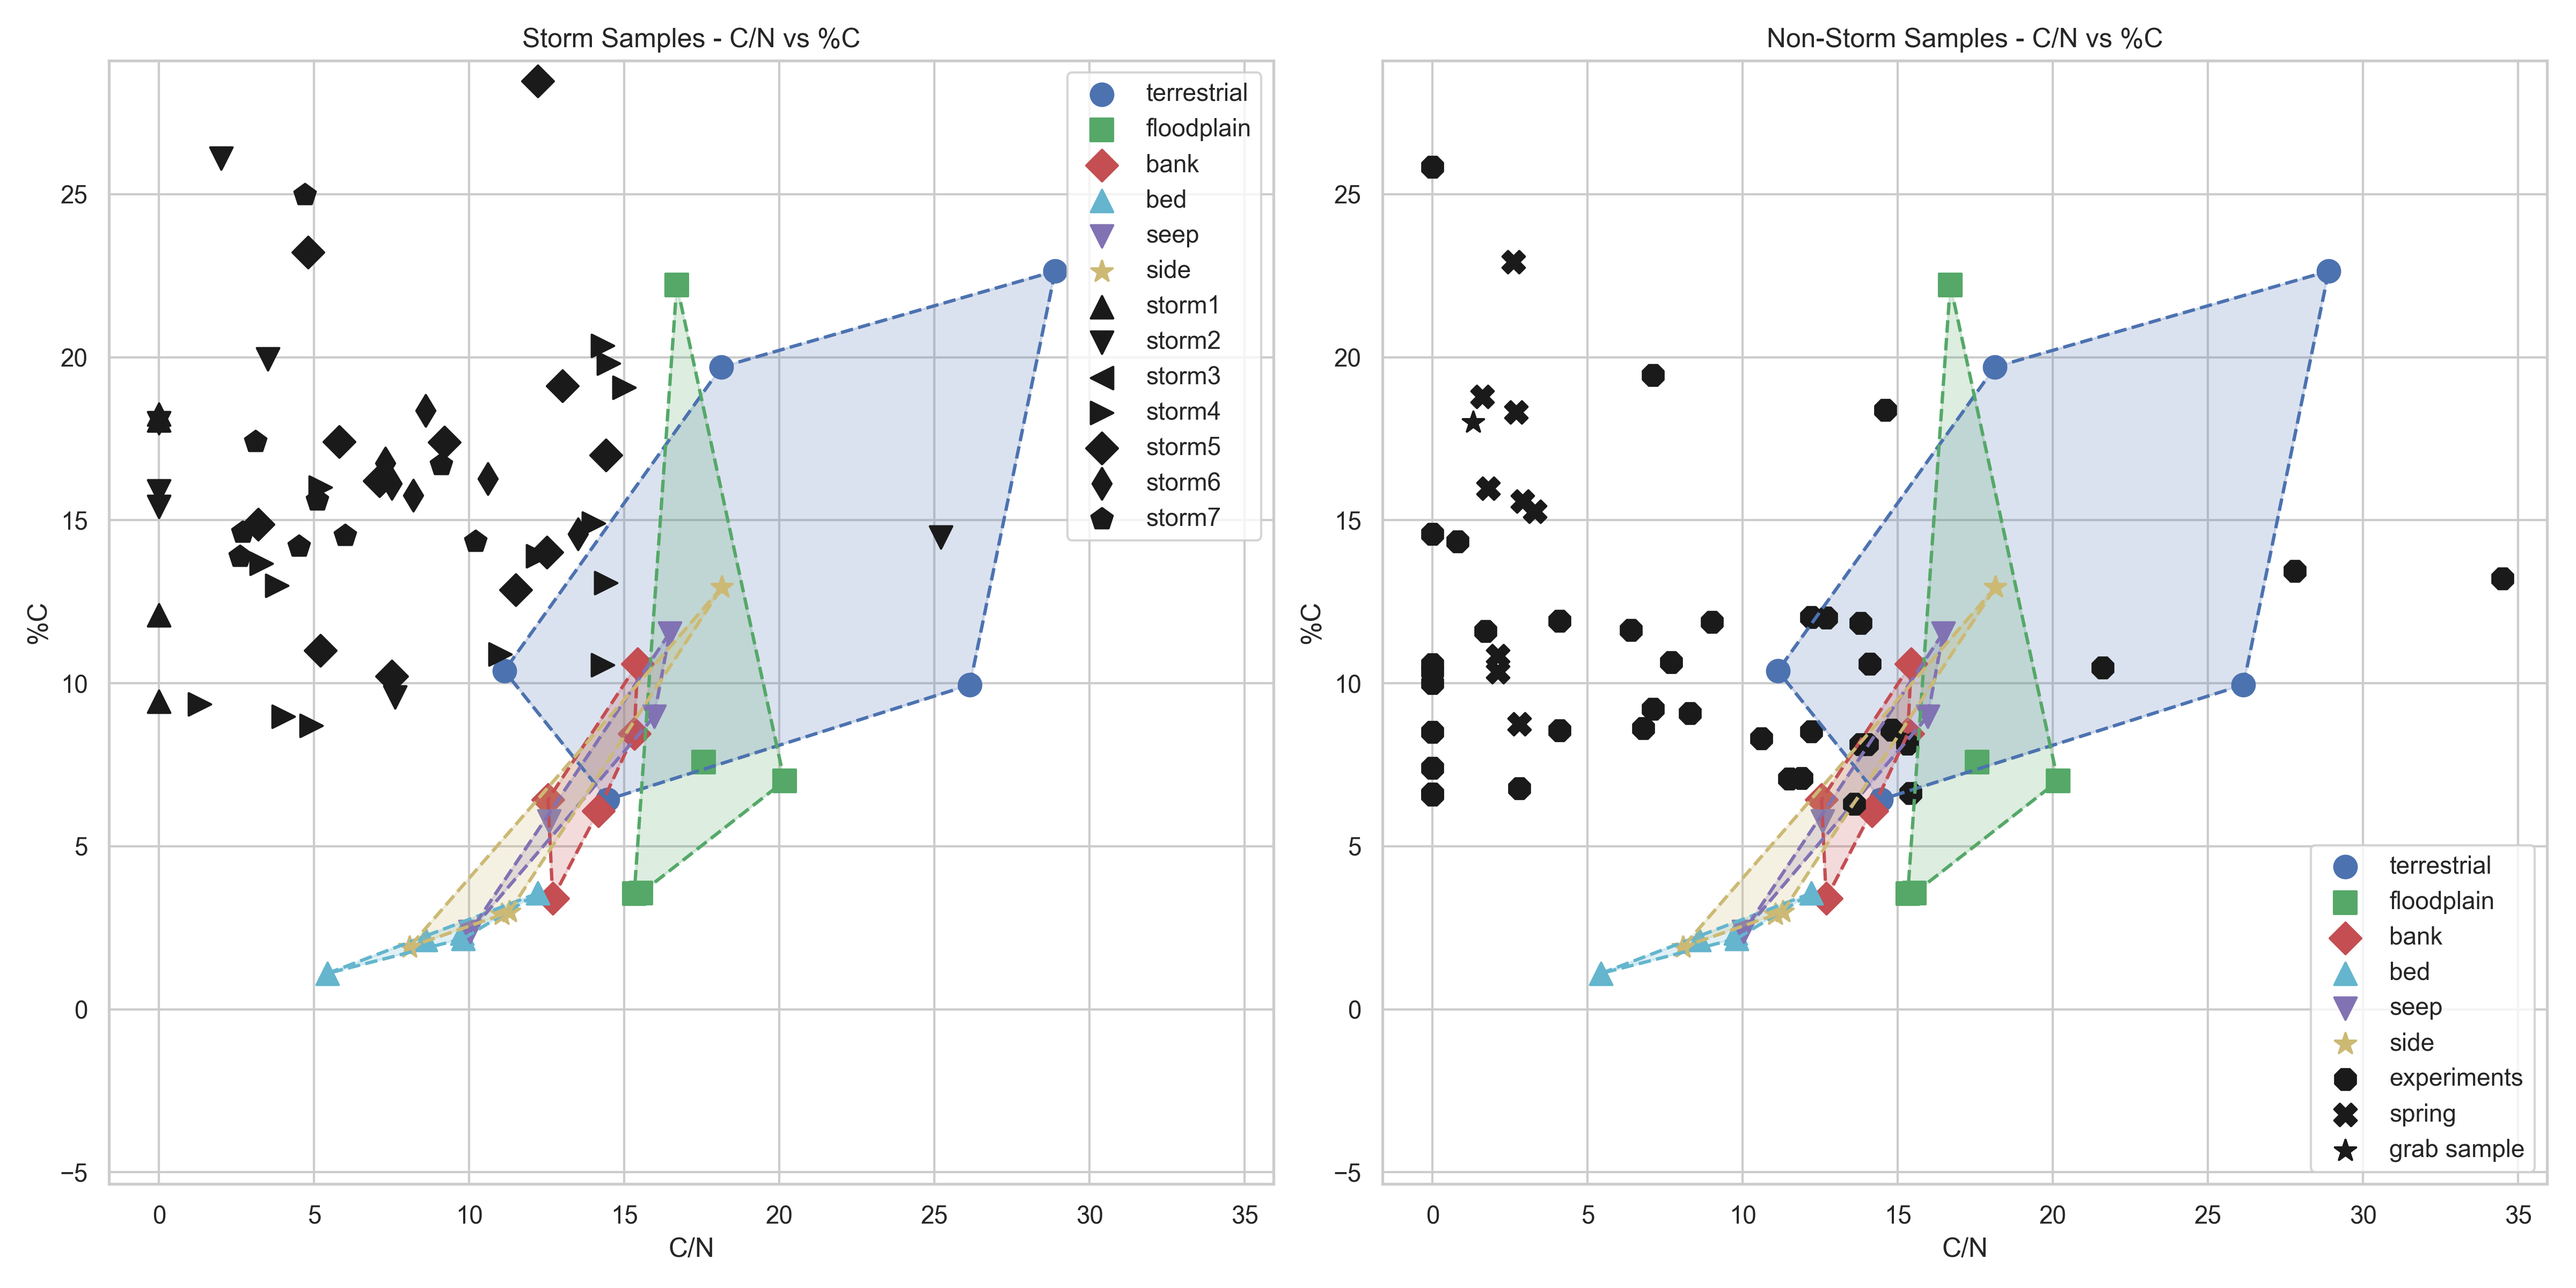 Storm Samples - C/N vs %C
%C
25
20
15
10
5
0
−5
0 5 10 15 20 25 30 35
C/N
terrestrial
floodplain
bank
bed
seep
side
storm1
storm2
storm3
storm4
storm5
storm6
storm7
Non-Storm Samples - C/N vs %C
%C
25
20
15
10
5
0
−5
0 5 10 15 20 25 30 35
C/N
terrestrial
floodplain
bank
bed
seep
side
experiments
spring
grab sample